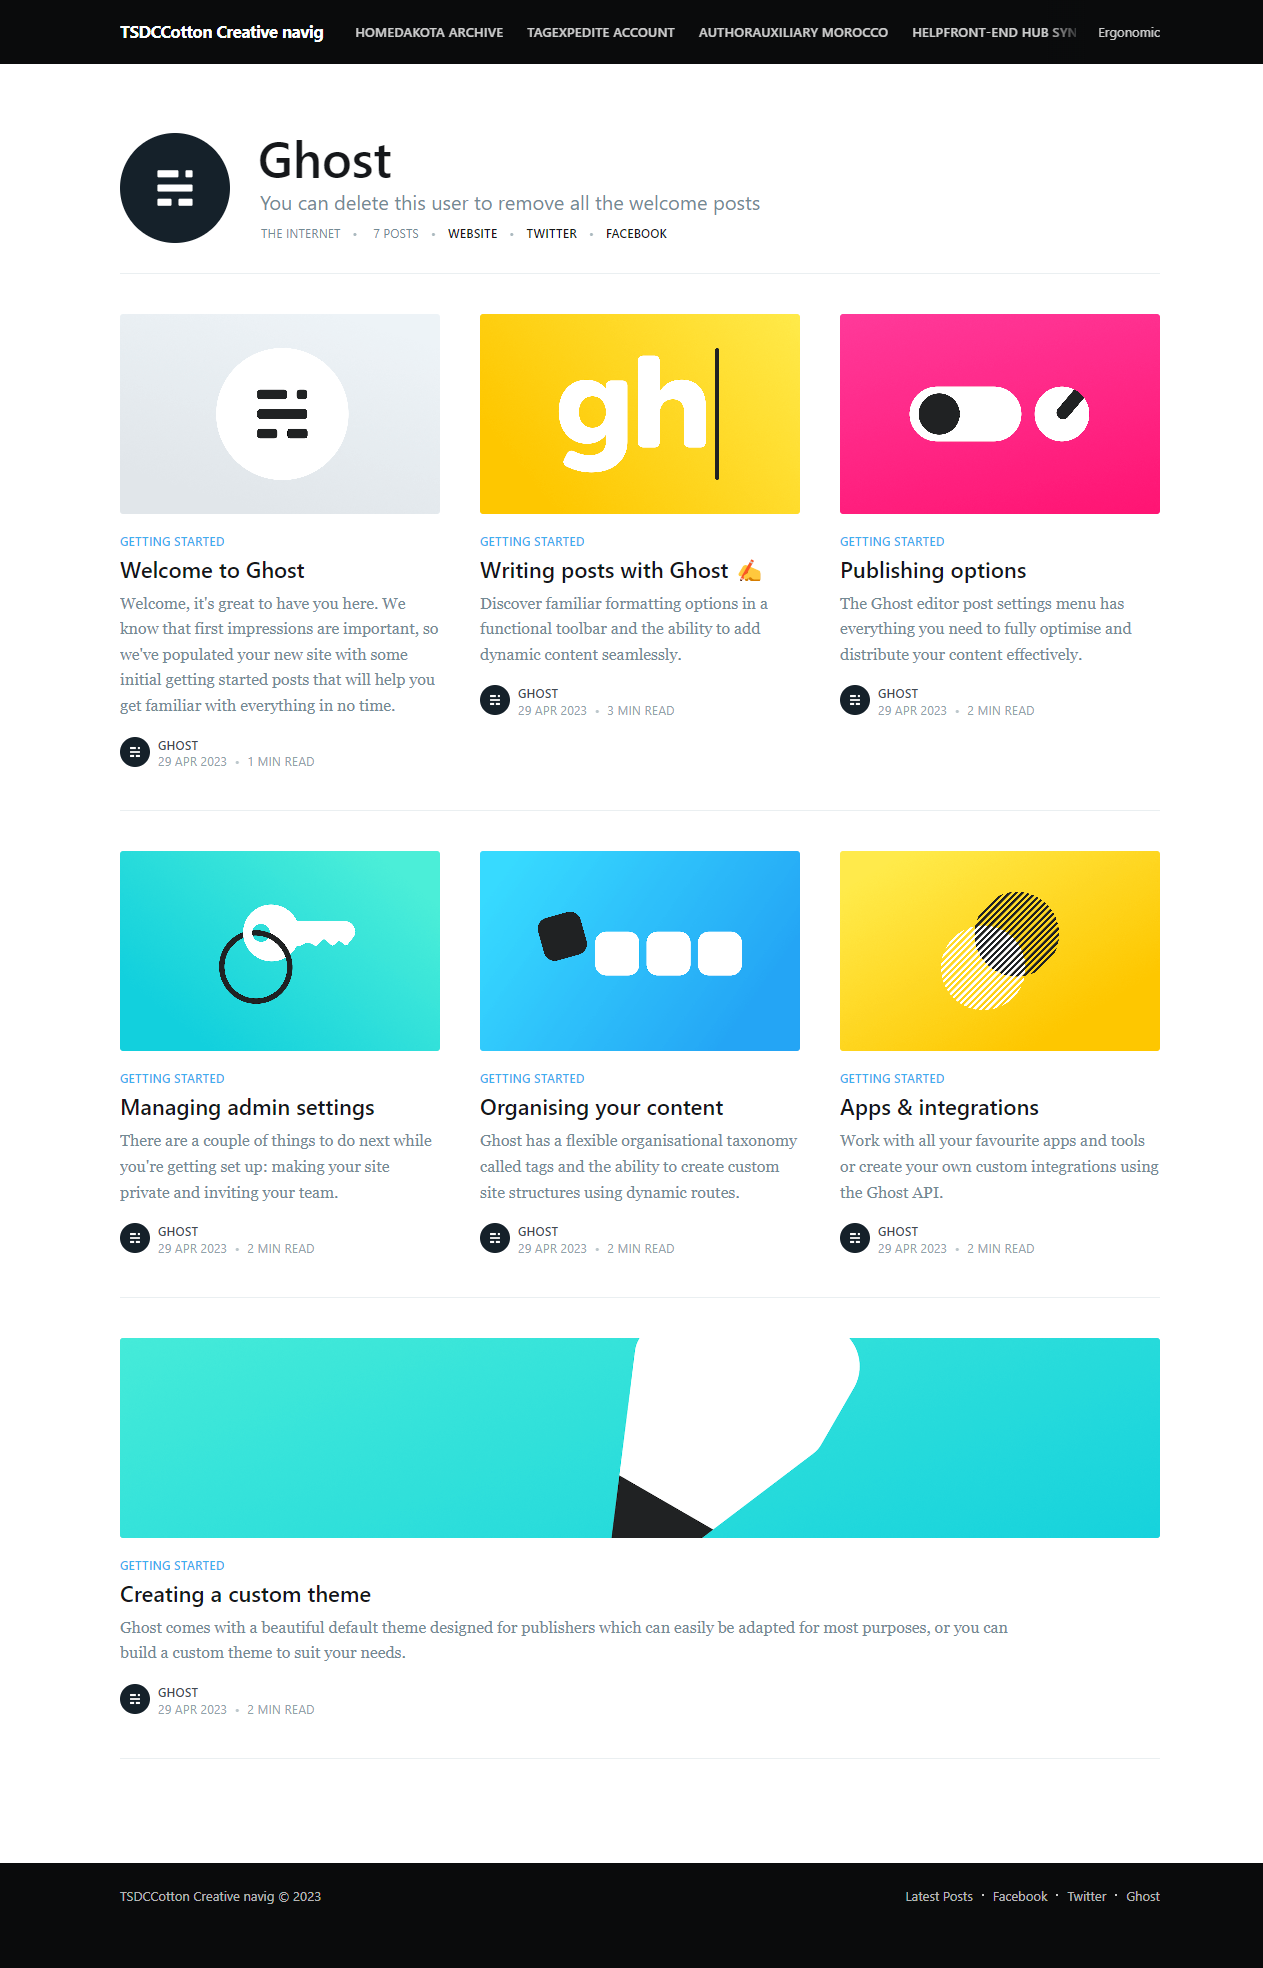 TSDCCotton Creative navig HOMEDAKOTA ARCHIVE TAGEXPEDITE ACCOUNT AUTHORAUXILIARY MOROCCO HELPFRONT-END HUB SYN Ergonomic
Ghost
You can delete this user to remove all the welcome posts
THE INTERNET • 7 POSTS • WEBSITE • TWITTER • FACEBOOK
gh
GETTING STARTED
Welcome to Ghost
Welcome, it's great to have you here. We
know that first impressions are important, so
we've populated your new site with some
initial getting started posts that will help you
get familiar with everything in no time.
GHOST
29 APR 2023 • 1 MIN READ
GETTING STARTED
Writing posts with Ghost ✍️
Discover familiar formatting options in a
functional toolbar and the ability to add
dynamic content seamlessly.
GHOST
29 APR 2023 • 3 MIN READ
GETTING STARTED
Publishing options
The Ghost editor post settings menu has
everything you need to fully optimise and
distribute your content effectively.
GHOST
29 APR 2023 • 2 MIN READ
GETTING STARTED
Managing admin settings
There are a couple of things to do next while
you're getting set up: making your site
private and inviting your team.
GHOST
29 APR 2023 • 2 MIN READ
GETTING STARTED
Organising your content
Ghost has a flexible organisational taxonomy
called tags and the ability to create custom
site structures using dynamic routes.
GHOST
29 APR 2023 • 2 MIN READ
GETTING STARTED
Apps & integrations
Work with all your favourite apps and tools
or create your own custom integrations using
the Ghost API.
GHOST
29 APR 2023 • 2 MIN READ
GETTING STARTED
Creating a custom theme
Ghost comes with a beautiful default theme designed for publishers which can easily be adapted for most purposes, or you can
build a custom theme to suit your needs.
GHOST
29 APR 2023 • 2 MIN READ
TSDCCotton Creative navig © 2023
Latest Posts · Facebook · Twitter · Ghost